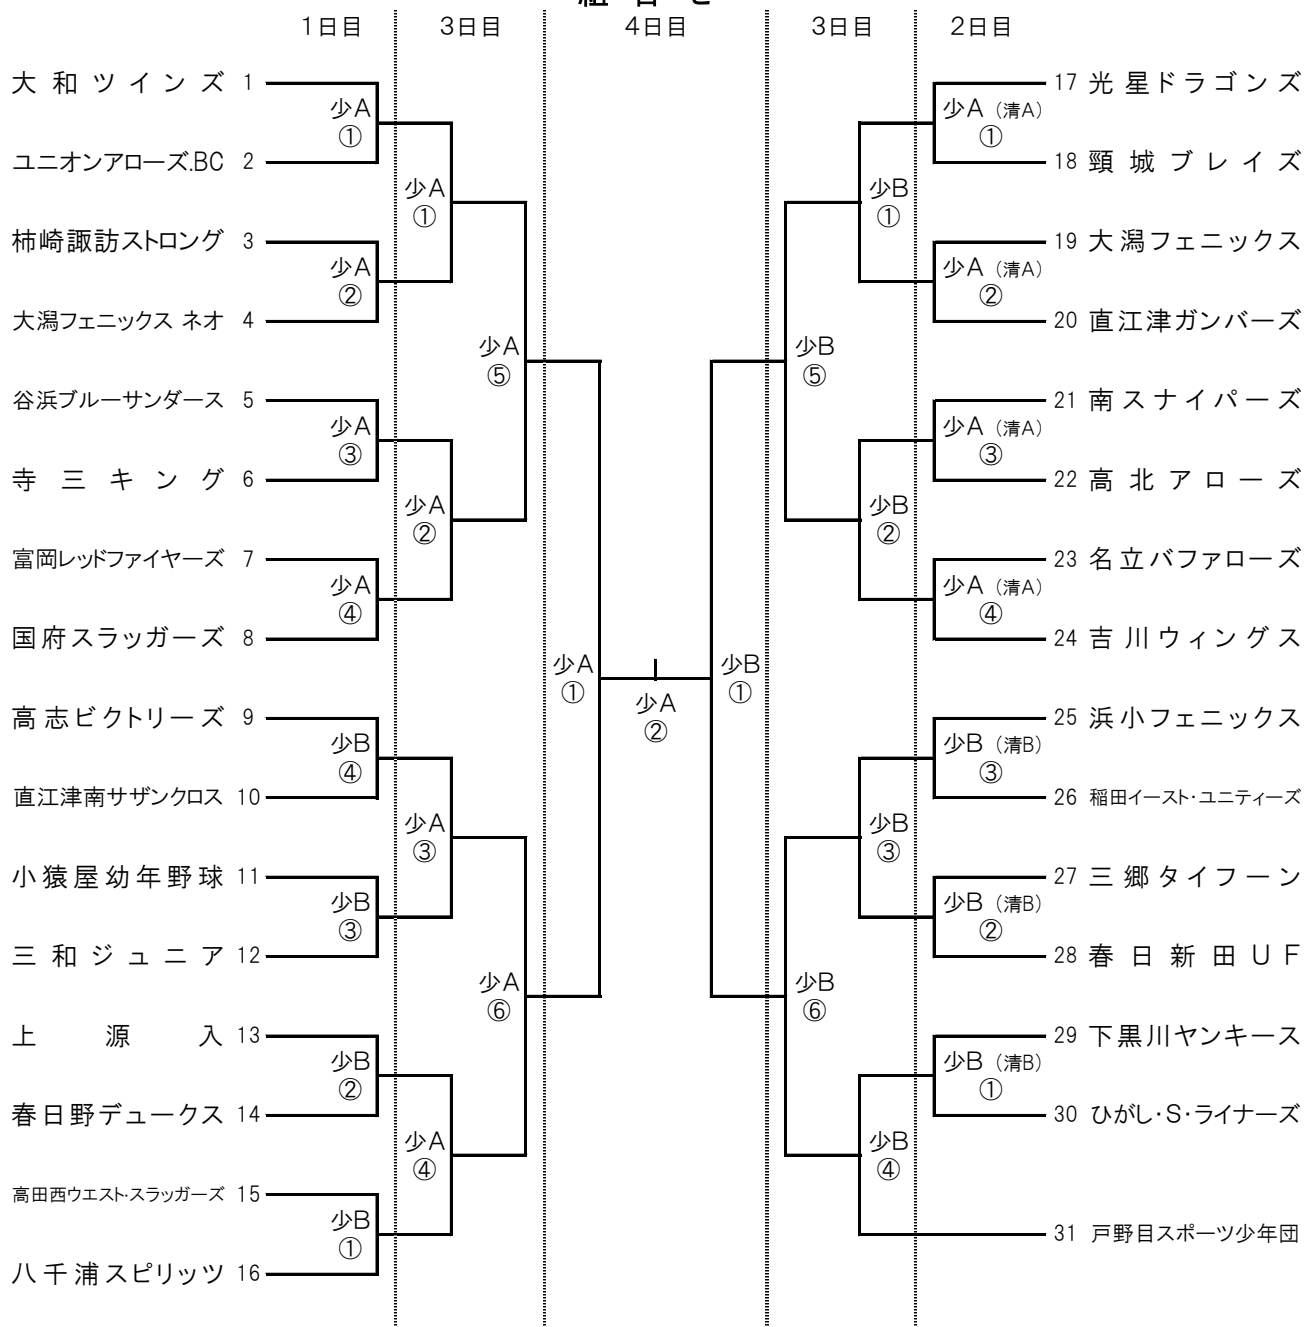 1日目 3日目 4日目 3日目 2日目
大和ツインズ 1
少A
①
ユニオンアローズ.BC 2
少A
①
柿崎諏訪ストロング 3
少A
②
大潟フェニックス ネオ 4
少A
⑤
谷浜ブルーサンダース 5
少A
③
寺三キング 6
少A
②
富岡レッドファイヤーズ 7
少A
④
国府スラッガーズ 8
少A
①
高志ビクトリーズ 9
少B
④
直江津南サザンクロス 10
少A
③
小猿屋幼年野球 11
少B
③
三和ジュニア 12
少A
⑥
上源入 13
少B
②
春日野デュークス 14
少A
④
高田西ウエスト・スラッガーズ 15
少B
①
八千浦スピリッツ 16
少A
②
17 光星ドラゴンズ
少A（清A）
①
18 頸城ブレイズ
少B
①
19 大潟フェニックス
少A（清A）
②
20 直江津ガンバーズ
少B
⑤
21 南スナイパーズ
少A（清A）
③
22 高北アローズ
少B
②
23 名立バファローズ
少A（清A）
④
24 吉川ウィングス
少B
①
25 浜小フェニックス
少B（清B）
③
26 稲田イースト・ユニティーズ
少B
③
27 三郷タイフーン
少B（清B）
②
28 春日新田UF
少B
⑥
29 下黒川ヤンキース
少B（清B）
①
30 ひがし・S・ライナーズ
少B
④
31 戸野目スポーツ少年団